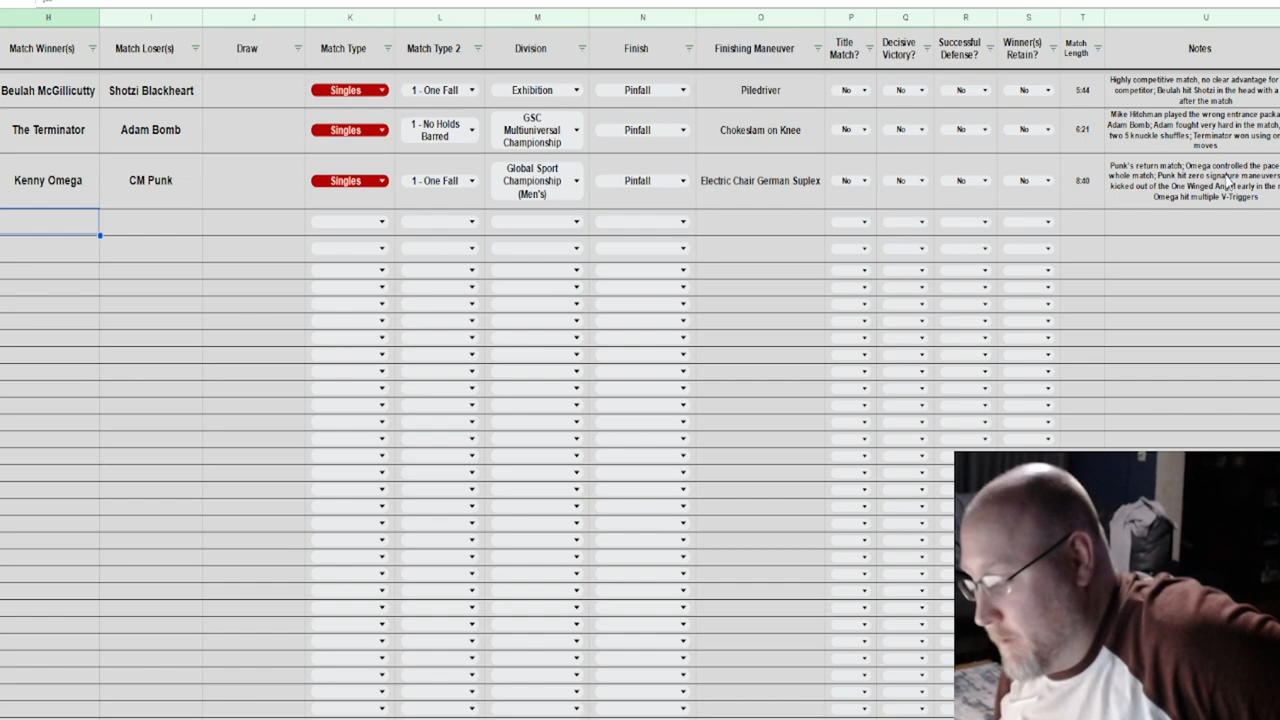 H I J K L M N O P Q R S T U
Match Winner(s) Match Loser(s) Draw Match Type Match Type 2 Division Finish Finishing Maneuver Title Match? Decisive Victory? Successful Defense? Winner(s) Retain? Match Length Notes
Beulah McGillicutty Shotzi Blackheart Singles 1 - One Fall Exhibition Pinfall Piledriver No No No No 5:44
Highly competitive match, no clear advantage for
competitor; Beulah hit Shotzi in the head with a
after the match
The Terminator Adam Bomb Singles 1 - No Holds Barred GSC Multiuniversal Championship Pinfall Chokeslam on Knee No No No No 6:21
Mike Hitchman played the wrong entrance packa
Adam Bomb; Adam fought very hard in the match,
two 5 knuckle shuffles; Terminator won using on
moves
Kenny Omega CM Punk Singles 1 - One Fall Global Sport Championship (Men's) Pinfall Electric Chair German Suplex No No No No 8:40
Punk's return match; Omega controlled the pace
whole match; Punk hit zero signature maneuvers
kicked out of the One Winged Angel early in the m
Omega hit multiple V-Triggers